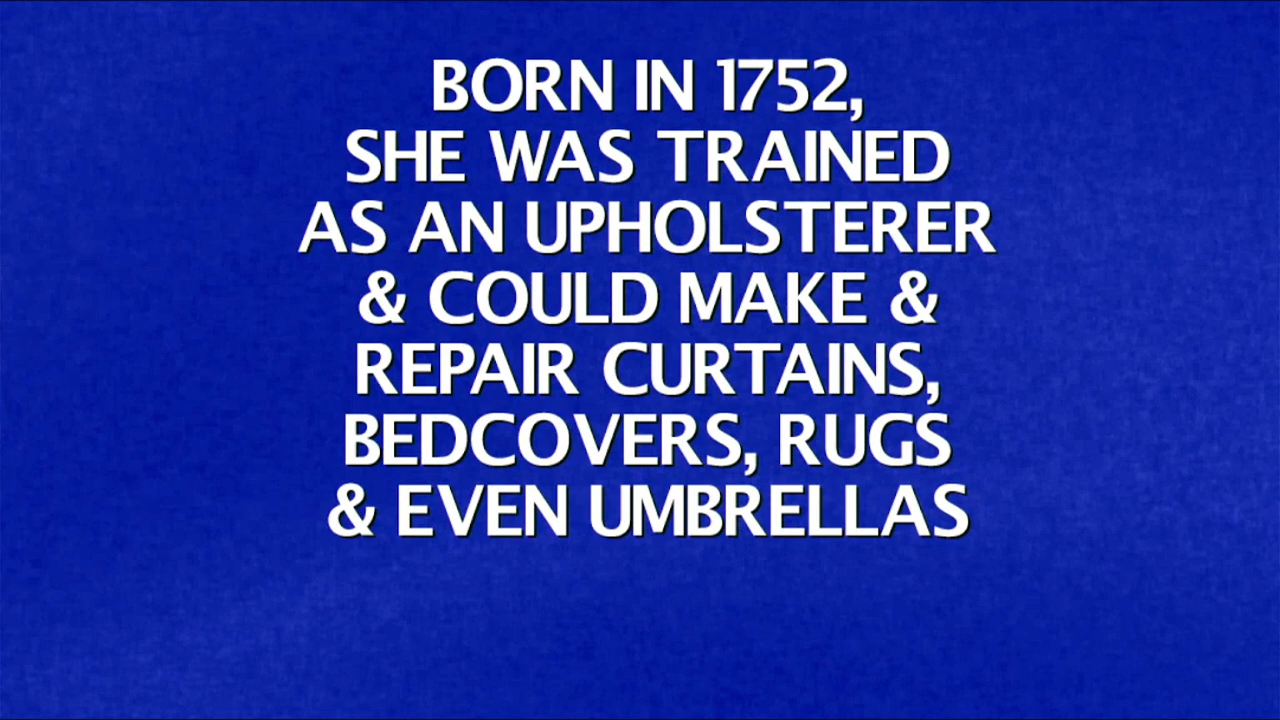 BORN IN 1752,
SHE WAS TRAINED
AS AN UPHOLSTERER
& COULD MAKE &
REPAIR CURTAINS,
BEDCOVERS, RUGS
& EVEN UMBRELLAS